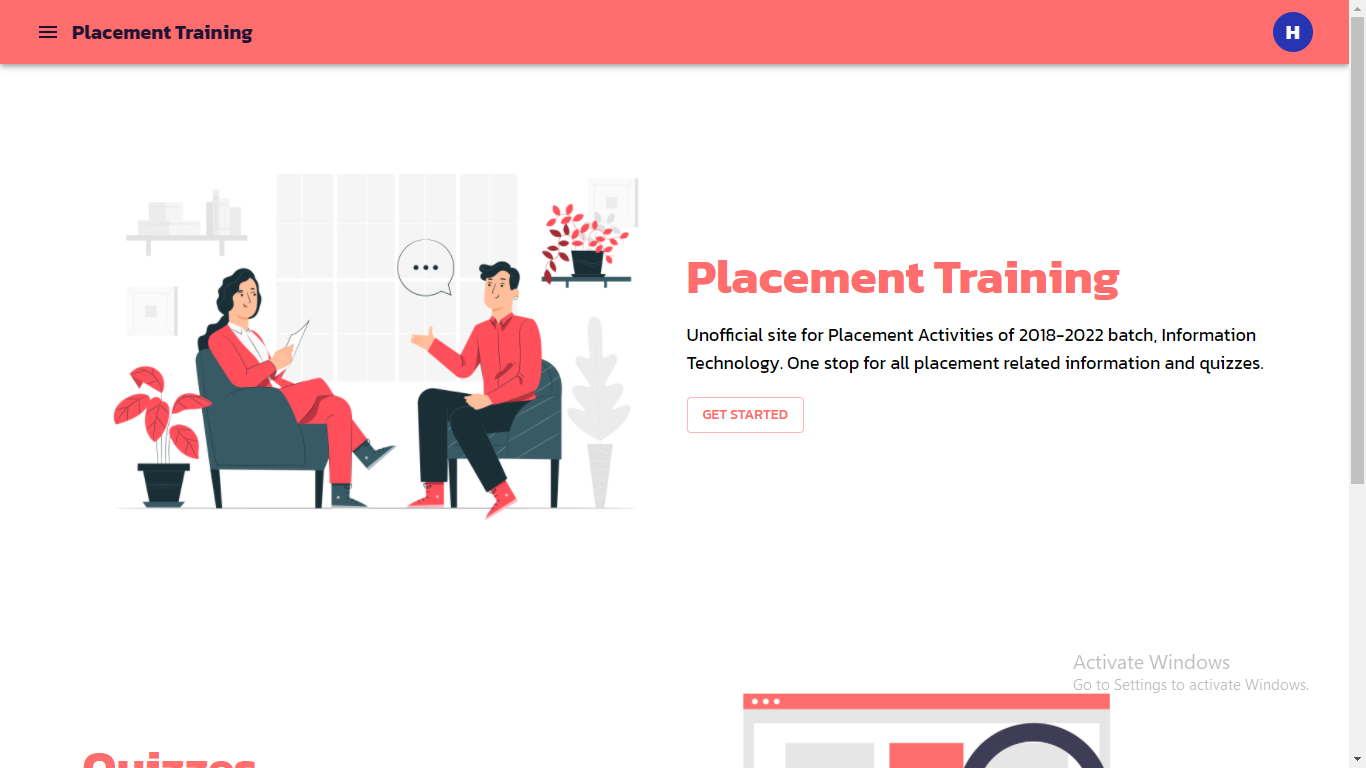 Placement Training
H
Placement Training
Unofficial site for Placement Activities of 2018-2022 batch, Information
Technology. One stop for all placement related information and quizzes.
GET STARTED
Activate Windows
Go to Settings to activate Windows.
Quizzes